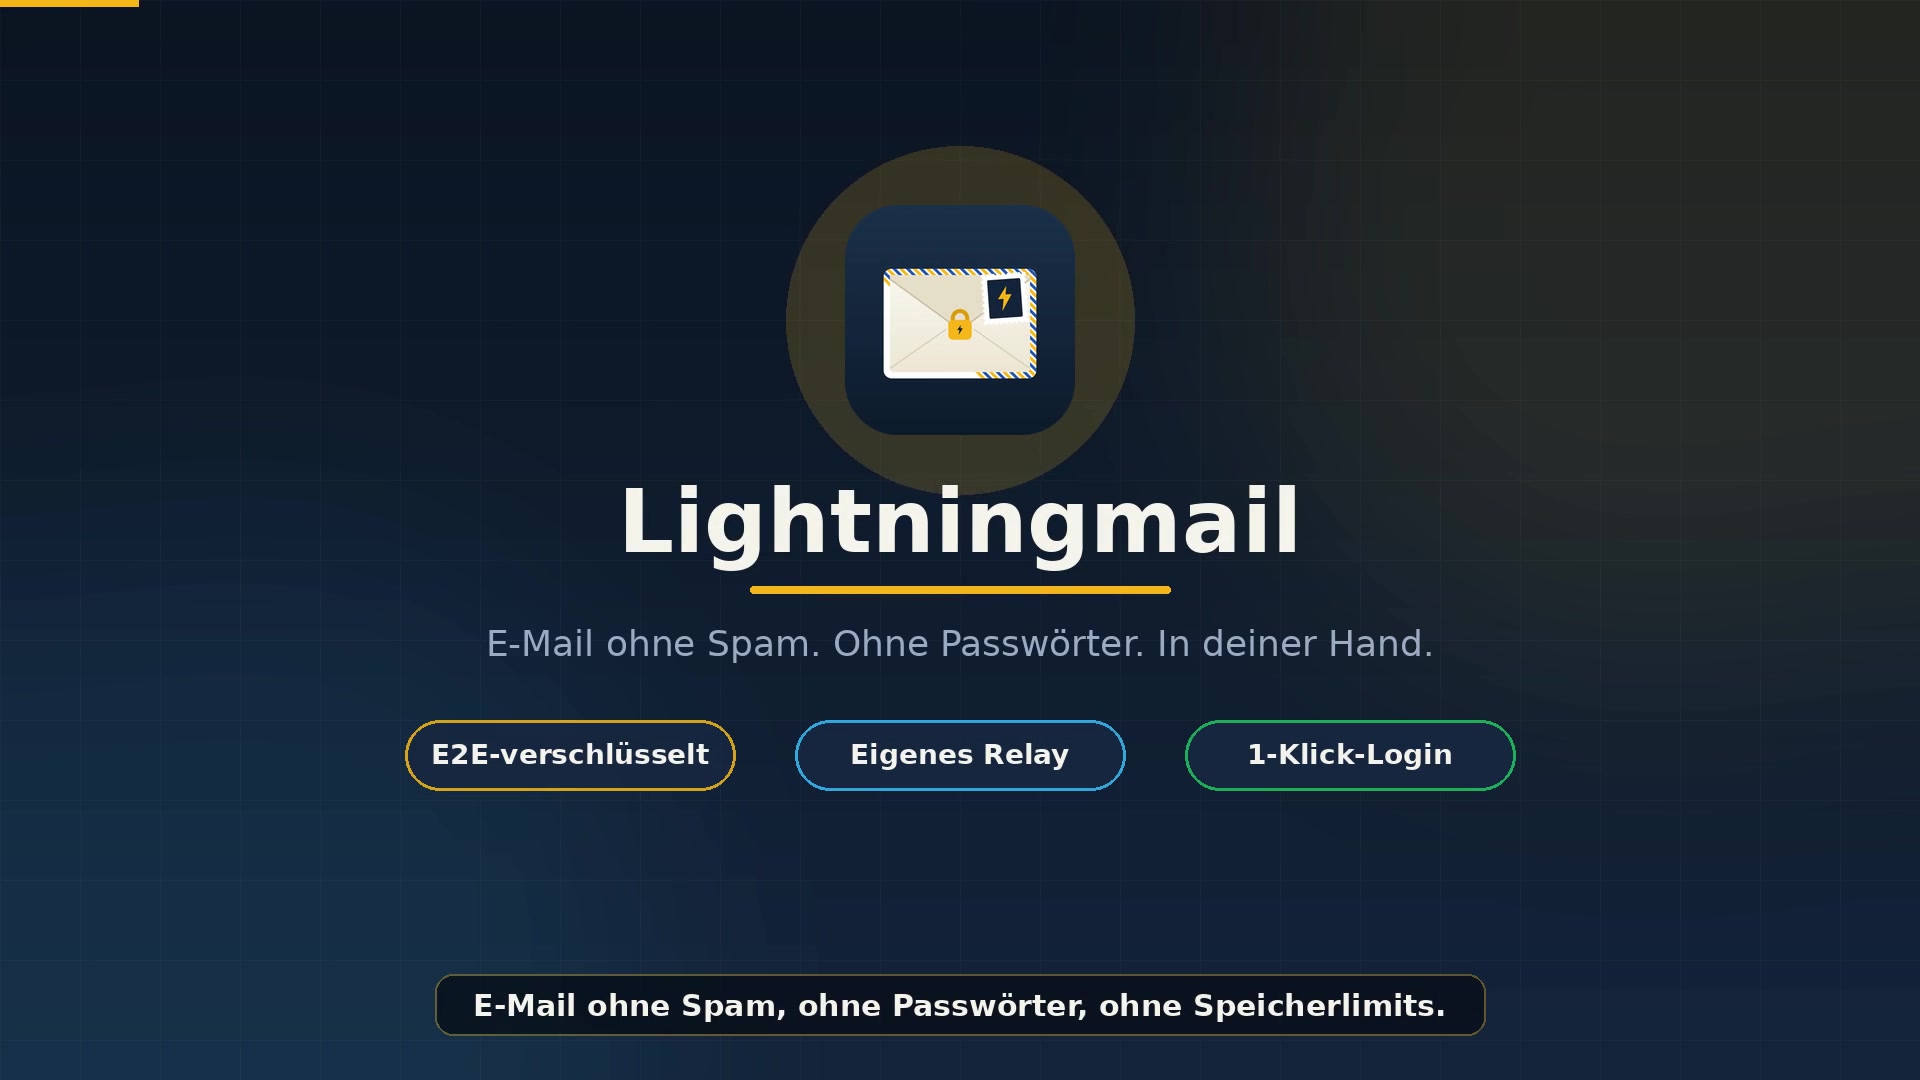 Lightningmail
E-Mail ohne Spam. Ohne Passwörter. In deiner Hand.
E2E-verschlüsselt
Eigenes Relay
1-Klick-Login
E-Mail ohne Spam, ohne Passwörter, ohne Speicherlimits.